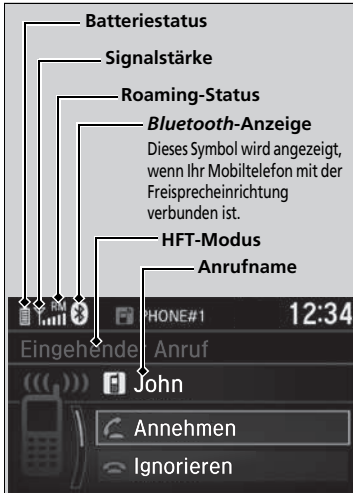 Batteriestatus
Signalstärke
Roaming-Status
Bluetooth-Anzeige
Dieses Symbol wird angezeigt,
wenn Ihr Mobiltelefon mit der
Freisprecheinrichtung
verbunden ist.
HFT-Modus
Anrufname
RM PHONE#1 12:34
Eingehender Anruf
John
Annehmen
Ignorieren